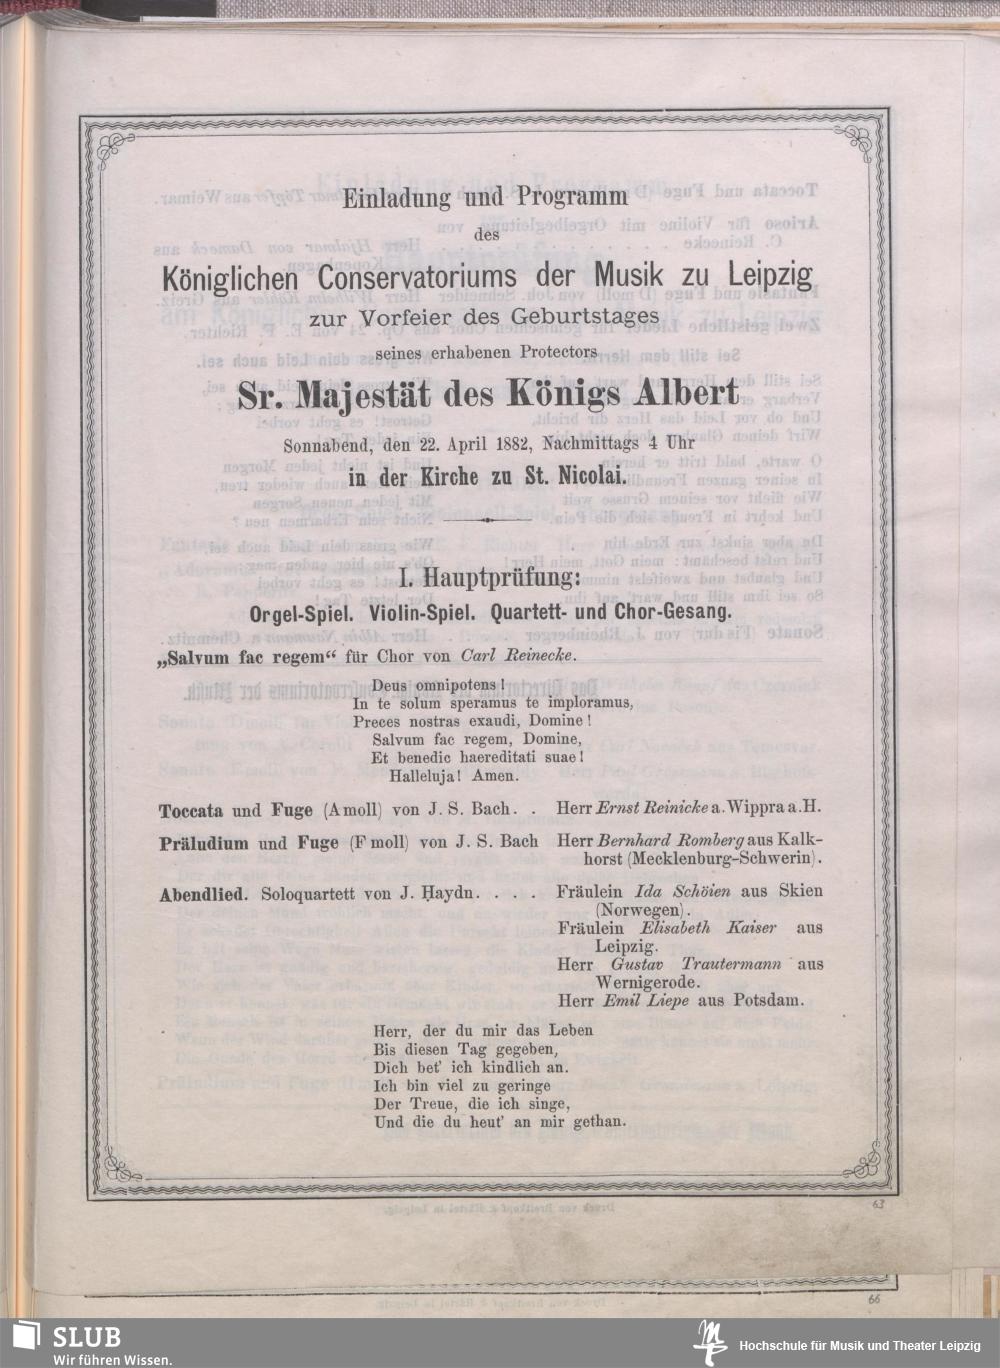 Einladung und Programm
des
Königlichen Conservatoriums der Musik zu Leipzig
zur Vorfeier des Geburtstages
seines erhabenen Protectors
Sr. Majestät des Königs Albert
Sonnabend, den 22. April 1882, Nachmittags 4 Uhr
in der Kirche zu St. Nicolai.
I. Hauptprüfung:
Orgel-Spiel. Violin-Spiel. Quartett- und Chor-Gesang.
„Salvum fac regem“ für Chor von Carl Reinecke.
Deus omnipotens!
In te solum speramus te imploramus,
Preces nostras exaudi, Domine!
Salvum fac regem, Domine,
Et benedic haereditati suae!
Halleluja! Amen.
Toccata und Fuge (A moll) von J. S. Bach. . Herr Ernst Reinicke a. Wippra a. H.
Präludium und Fuge (F moll) von J. S. Bach Herr Bernhard Romberg aus Kalk-
horst (Mecklenburg-Schwerin).
Abendlied. Soloquartett von J. Haydn. . . . Fräulein Ida Schöien aus Skien
(Norwegen).
Fräulein Elisabeth Kaiser aus
Leipzig.
Herr Gustav Trautermann aus
Wernigerode.
Herr Emil Liepe aus Potsdam.
Herr, der du mir das Leben
Bis diesen Tag gegeben,
Dich bet' ich kindlich an.
Ich bin viel zu geringe
Der Treue, die ich singe,
Und die du heut' an mir gethan.
63
66
SLUB
Wir führen Wissen.
Hochschule für Musik und Theater Leipzig